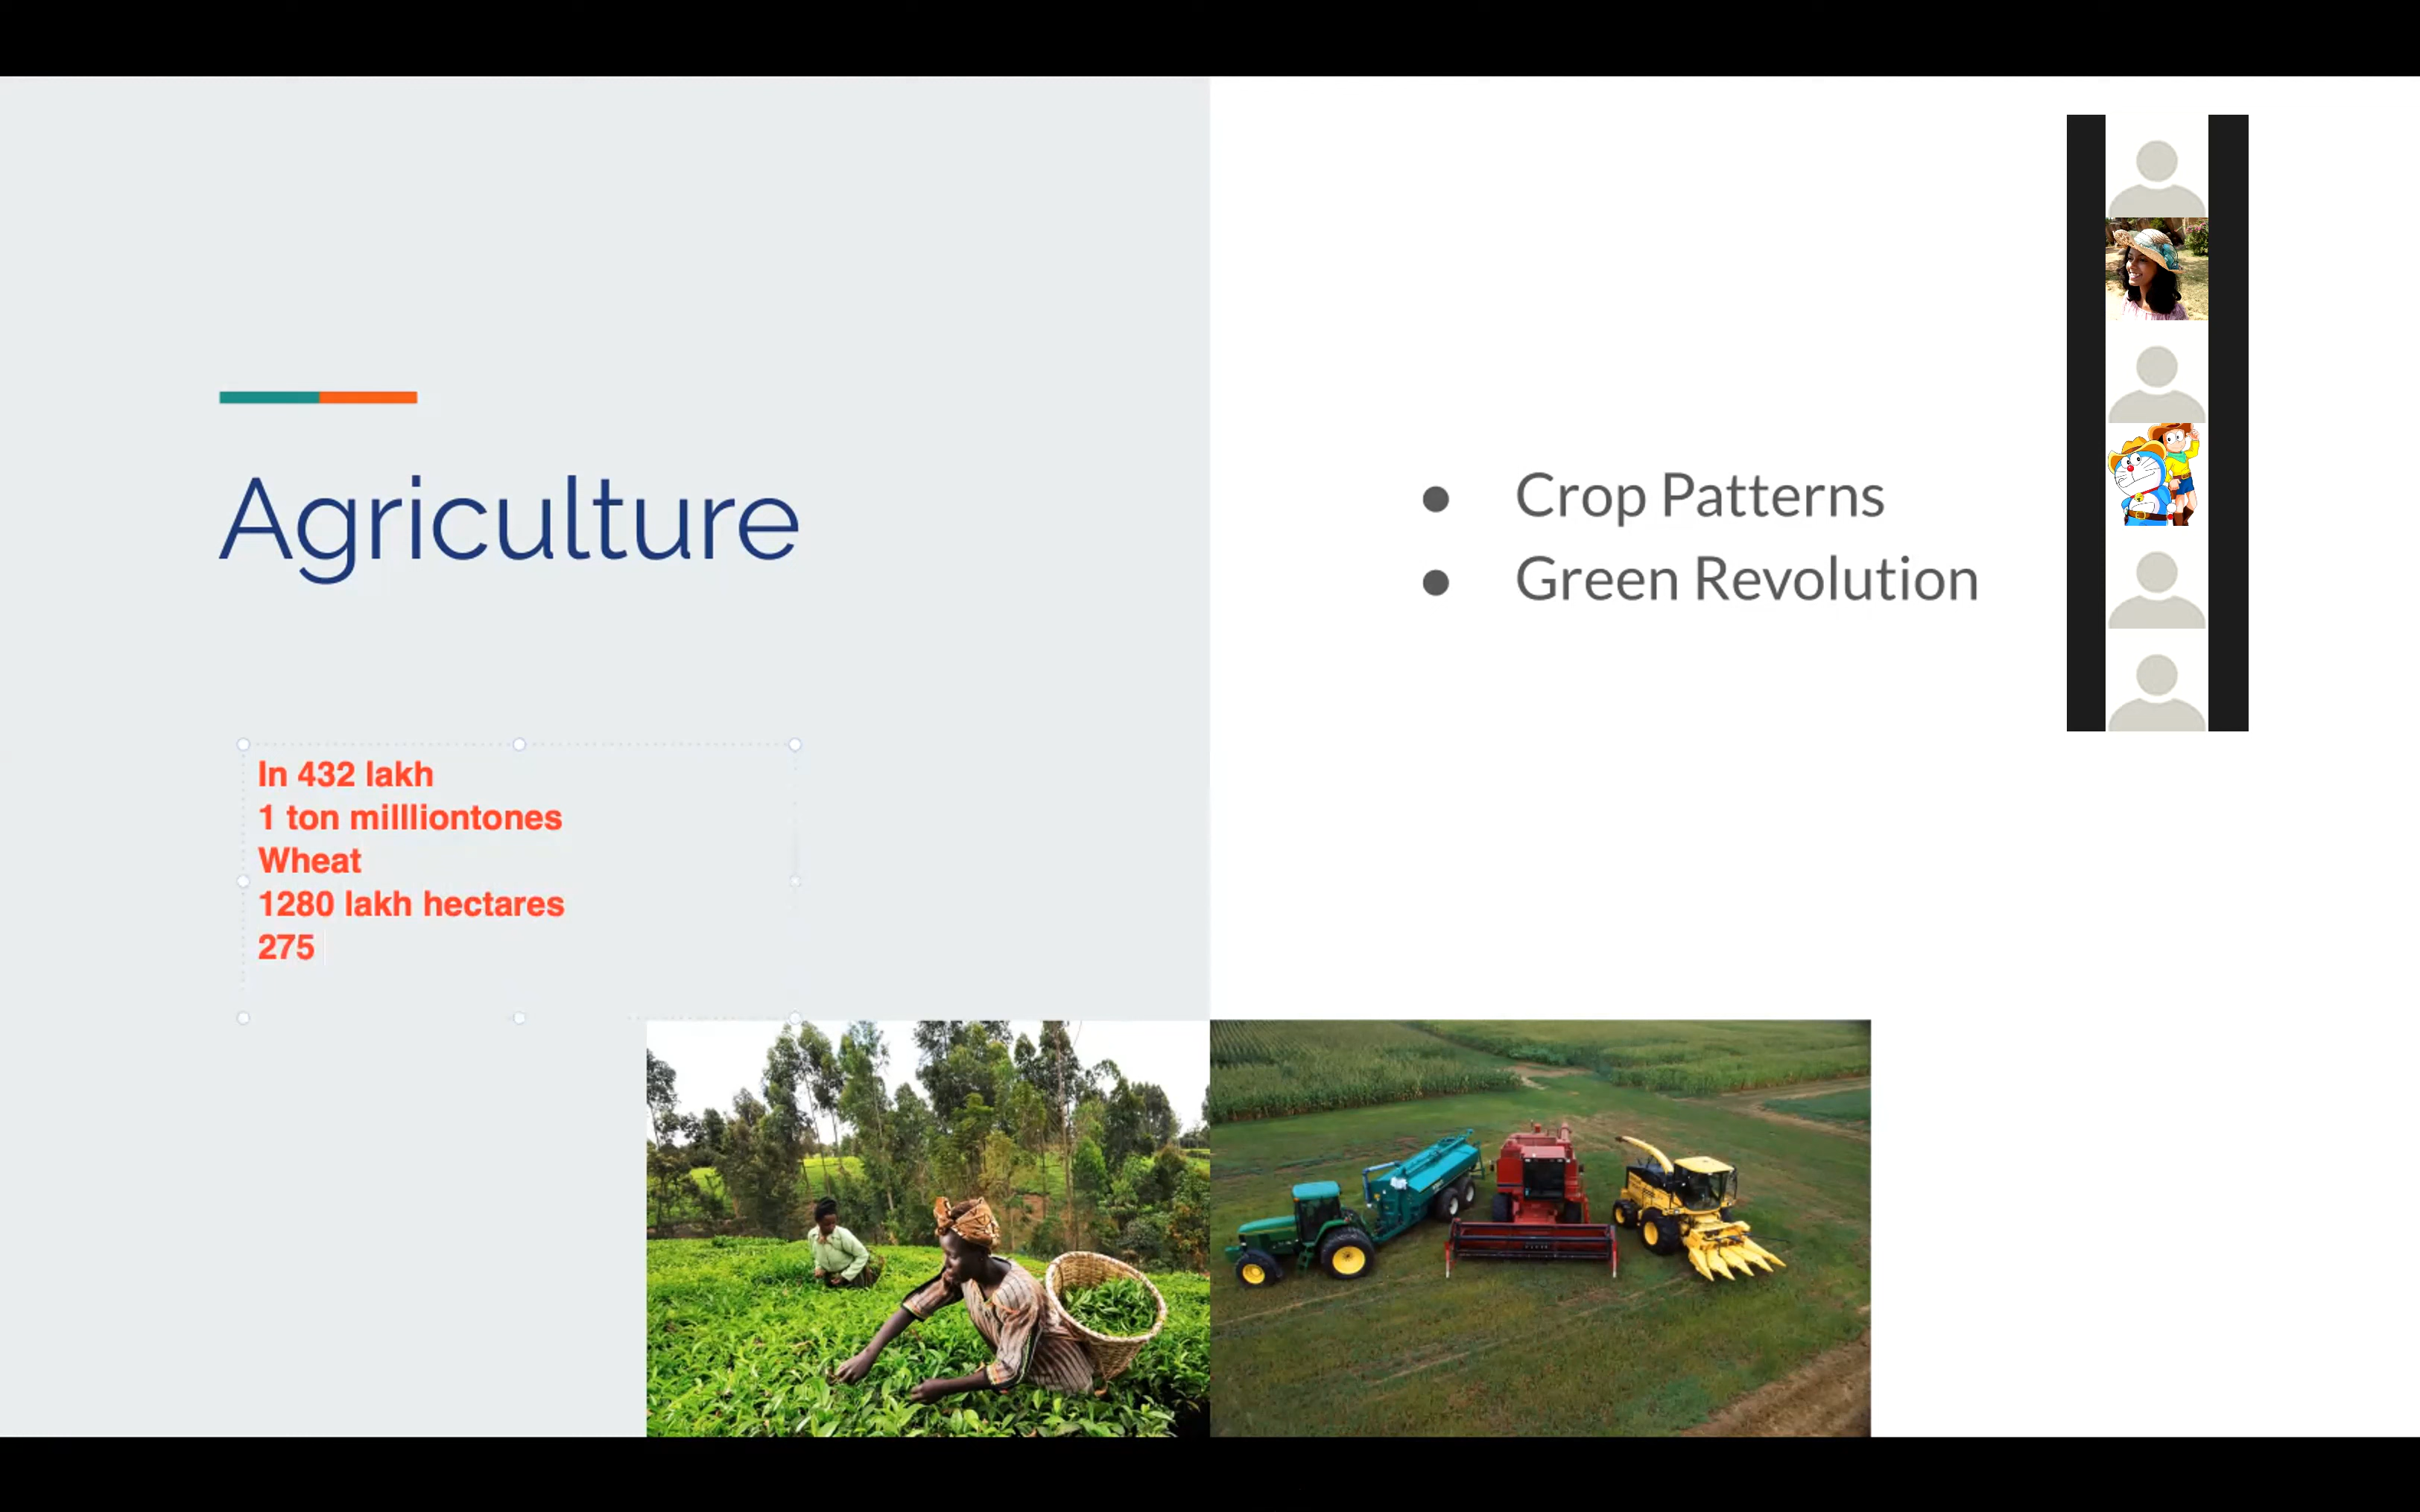 Agriculture
Crop Patterns
Green Revolution
In 432 lakh
1 ton millliontones
Wheat
1280 lakh hectares
275